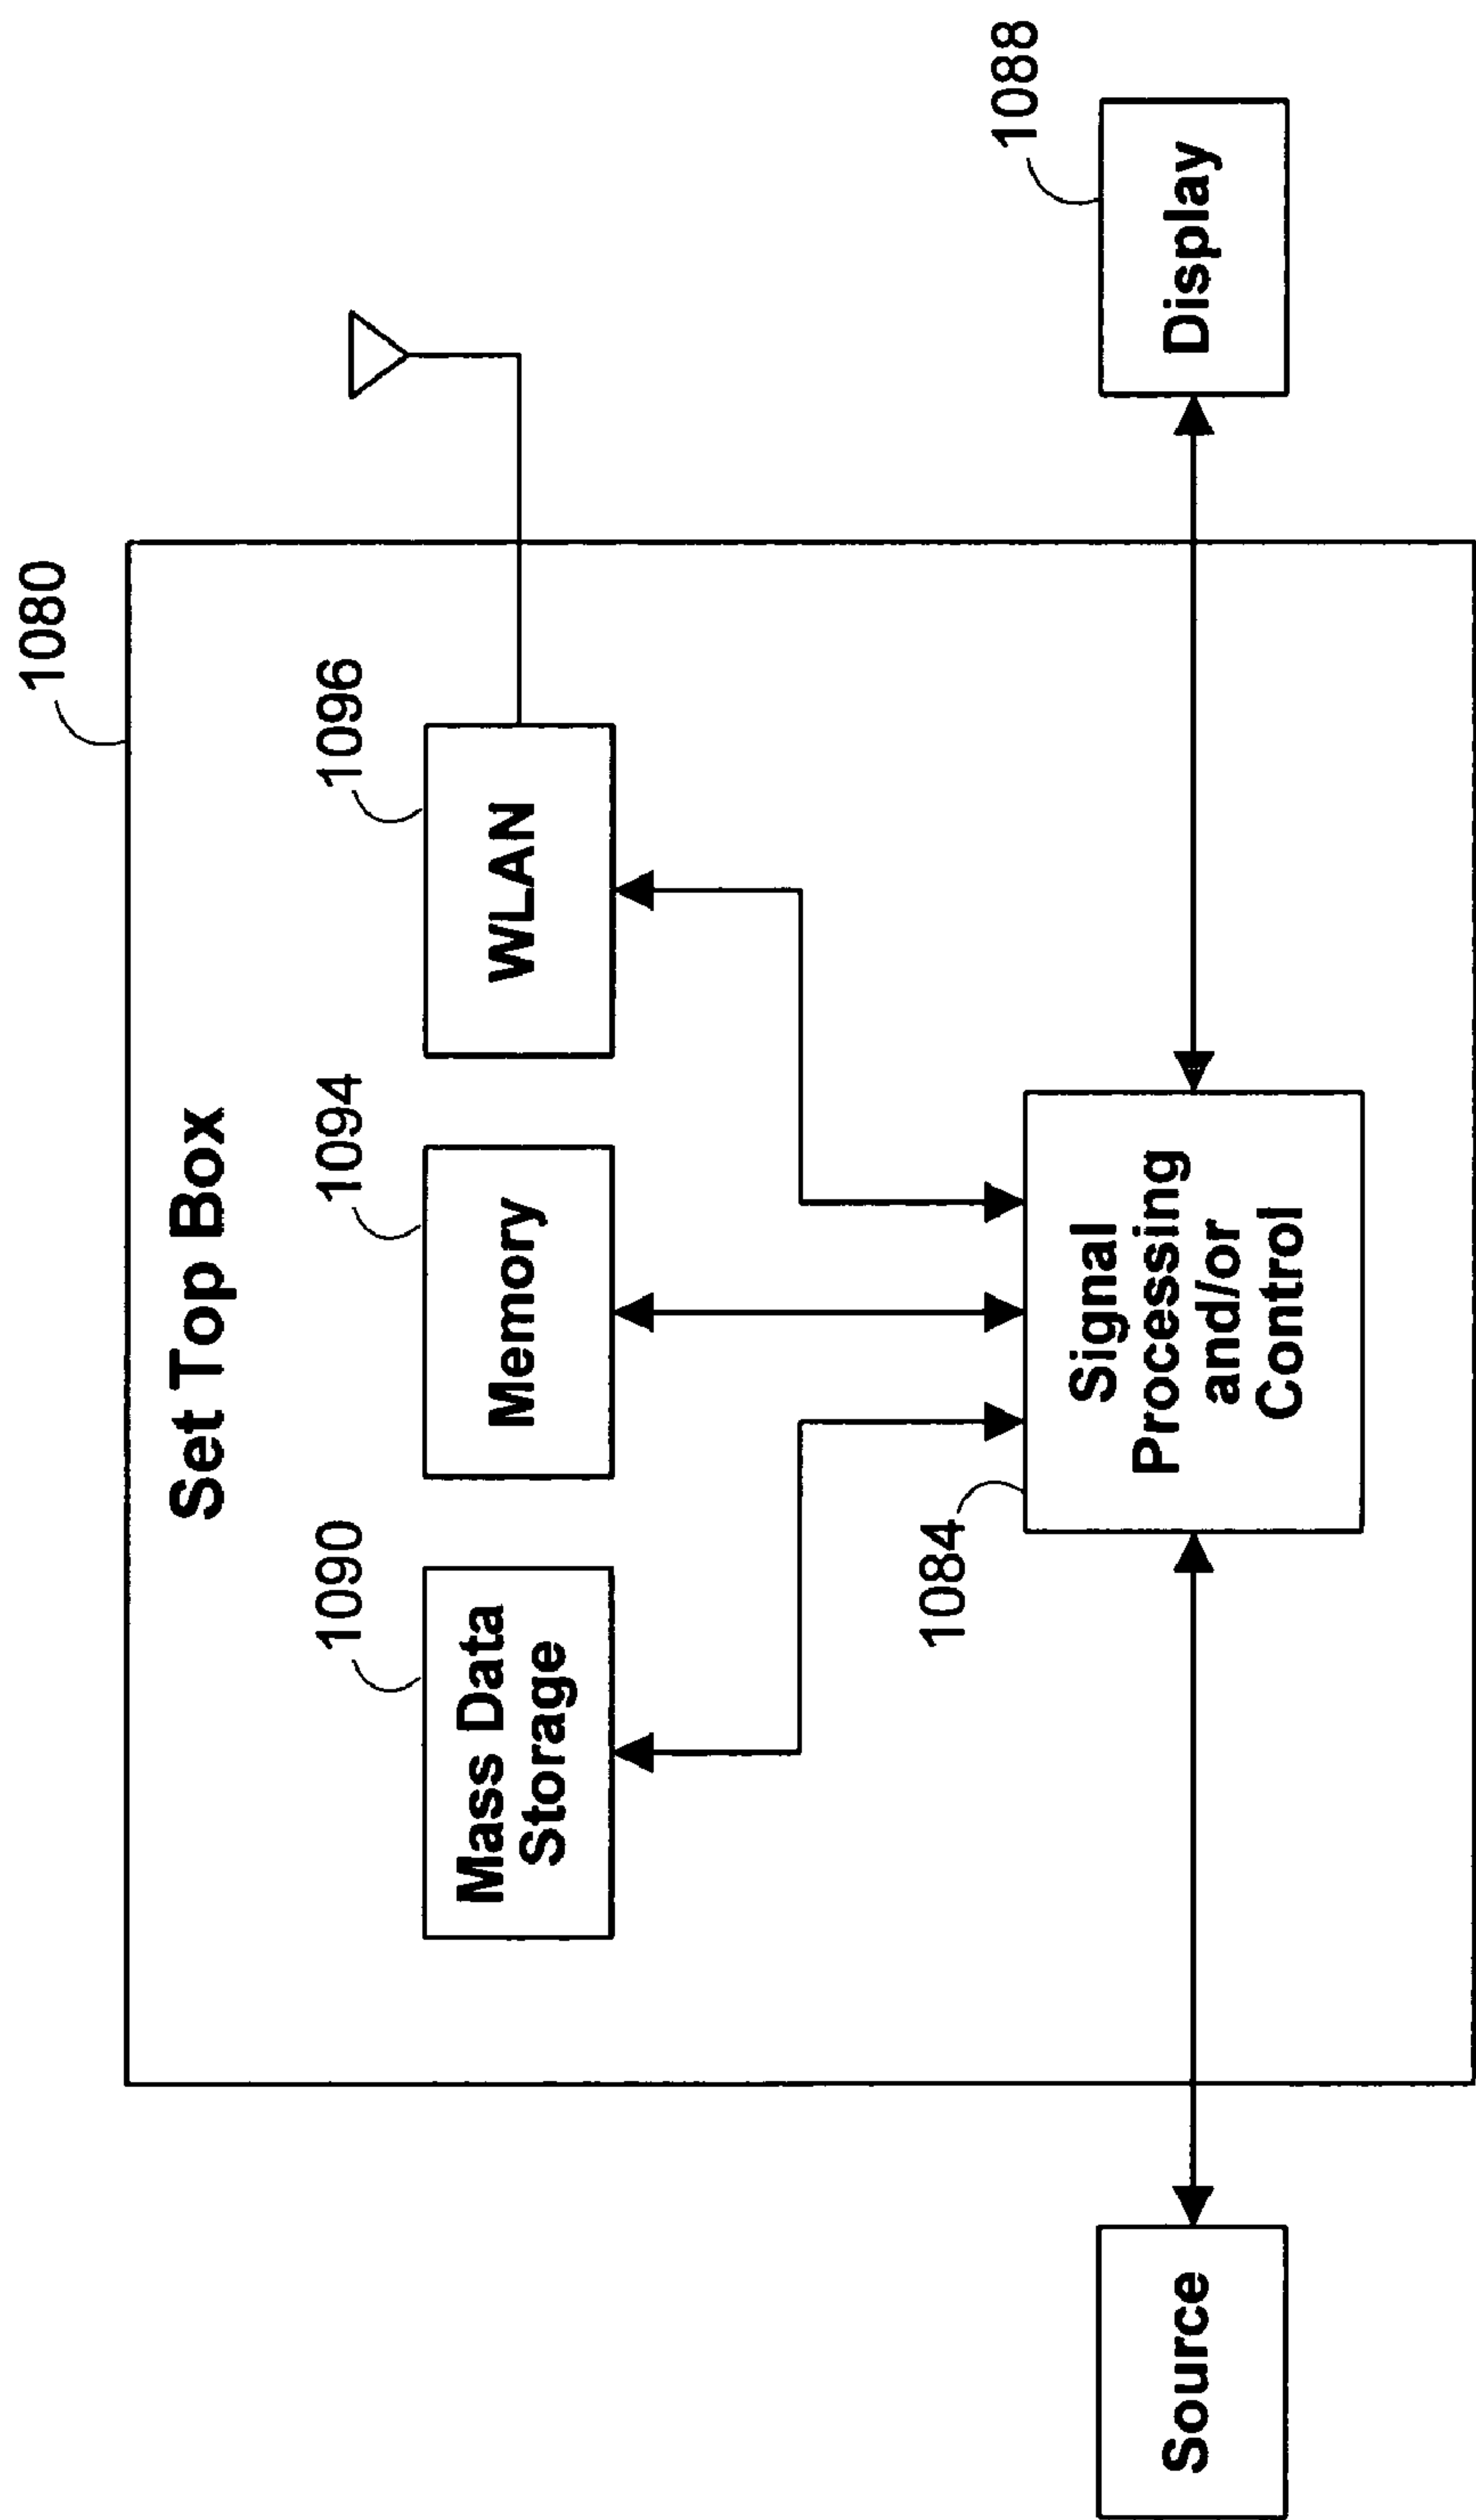 1080
Set Top Box
1090
1094
1096
Mass Data
Storage
Memory
WLAN
1084
1088
Source
Signal
Processing
and/or
Control
Display